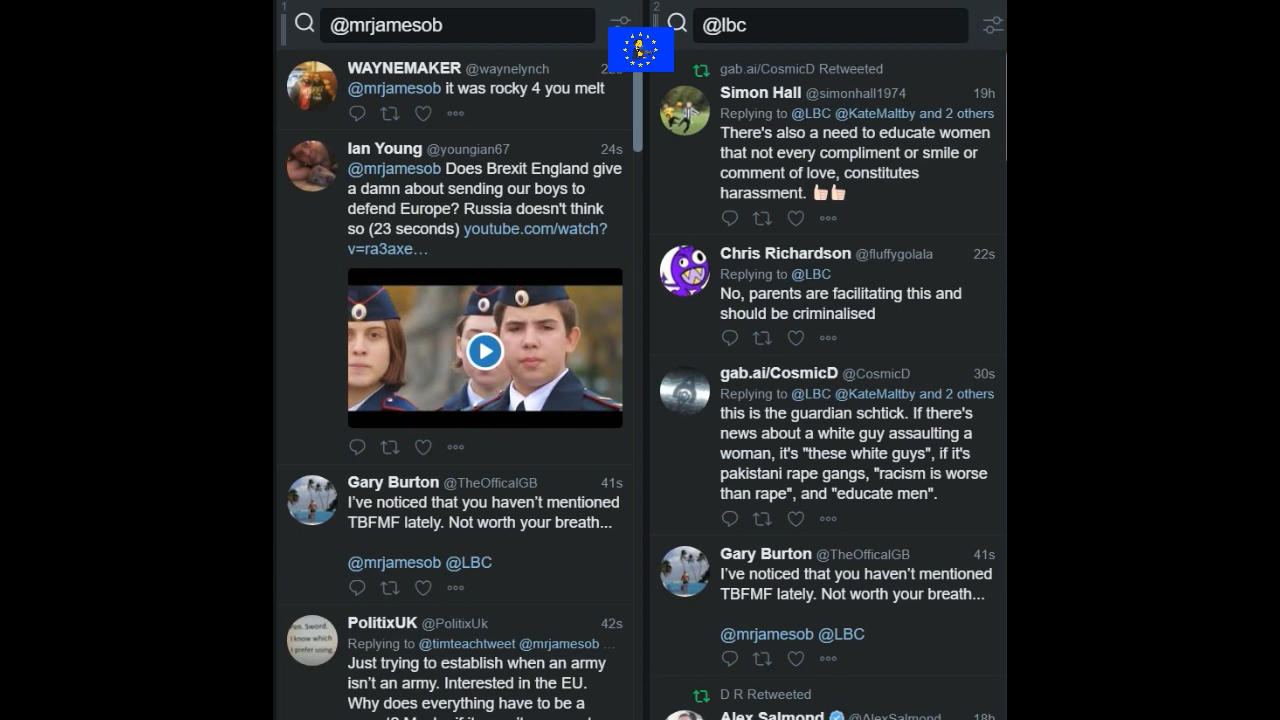 1
@mrjamesob
WAYNEMAKER @waynelynch
@mrjamesob it was rocky 4 you melt
Ian Young @youngian67 24s
@mrjamesob Does Brexit England give
a damn about sending our boys to
defend Europe? Russia doesn't think
so (23 seconds) youtube.com/watch?
v=ra3axe…
Gary Burton @TheOfficalGB 41s
I've noticed that you haven't mentioned
TBFMF lately. Not worth your breath...
@mrjamesob @LBC
PolitixUK @PolitixUk 42s
Replying to @timteachtweet @mrjamesob …
Just trying to establish when an army
isn't an army. Interested in the EU.
Why does everything have to be a
2
@lbc
gab.ai/CosmicD Retweeted
Simon Hall @simonhall1974 19h
Replying to @LBC @KateMaltby and 2 others
There's also a need to educate women
that not every compliment or smile or
comment of love, constitutes
harassment. 👍🏻👍🏻
Chris Richardson @fluffygolala 22s
Replying to @LBC
No, parents are facilitating this and
should be criminalised
gab.ai/CosmicD @CosmicD 30s
Replying to @LBC @KateMaltby and 2 others
this is the guardian schtick. If there's
news about a white guy assaulting a
woman, it's "these white guys", if it's
pakistani rape gangs, "racism is worse
than rape", and "educate men".
Gary Burton @TheOfficalGB 41s
I've noticed that you haven't mentioned
TBFMF lately. Not worth your breath...
@mrjamesob @LBC
D R Retweeted
Alex Salmond @AlexSalmond 18h